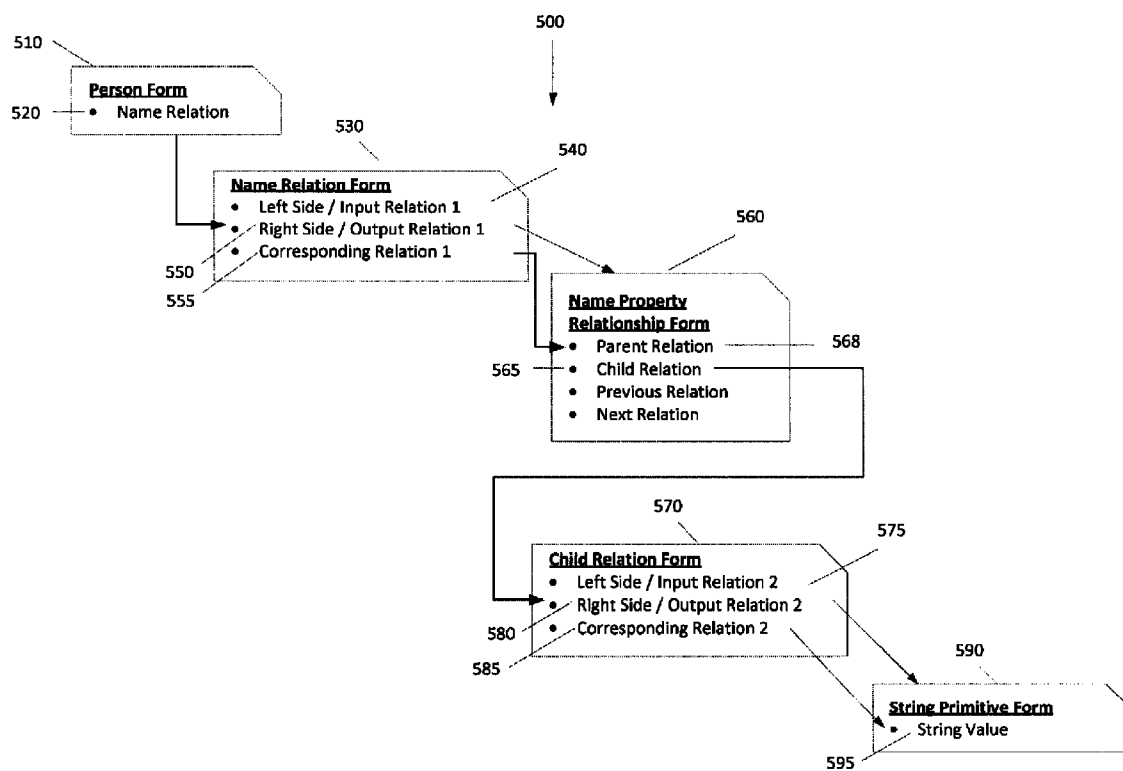 500
510
Person Form
520 • Name Relation
530
540
Name Relation Form
• Left Side / Input Relation 1
• Right Side / Output Relation 1
• Corresponding Relation 1
550
555
560
Name Property
Relationship Form
• Parent Relation 568
565 • Child Relation
• Previous Relation
• Next Relation
570
575
Child Relation Form
• Left Side / Input Relation 2
• Right Side / Output Relation 2
• Corresponding Relation 2
580
585
590
String Primitive Form
• String Value
595